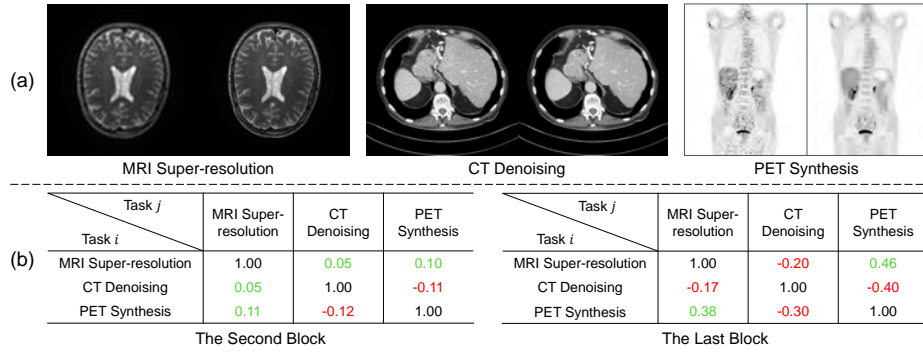 (a)
MRI Super-resolution CT Denoising PET Synthesis
(b)
Task j
Task i
MRI Super-resolution
CT Denoising
PET Synthesis
MRI Super-resolution 1.00 0.05 0.10
CT Denoising 0.05 1.00 -0.11
PET Synthesis 0.11 -0.12 1.00
The Second Block
Task j
Task i
MRI Super-resolution
CT Denoising
PET Synthesis
MRI Super-resolution 1.00 -0.20 0.46
CT Denoising -0.17 1.00 -0.40
PET Synthesis 0.38 -0.30 1.00
The Last Block